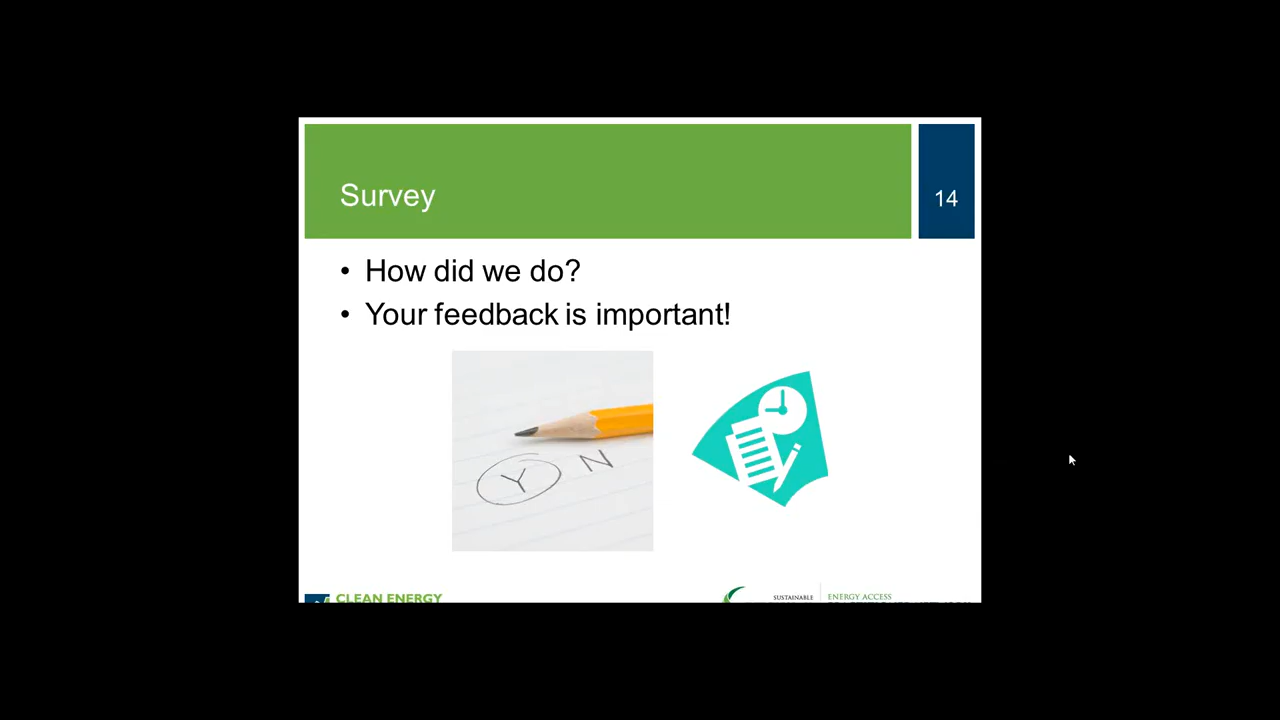 Survey
14
• How did we do?
• Your feedback is important!
Y N
CLEAN ENERGY
SUSTAINABLE
ENERGY ACCESS